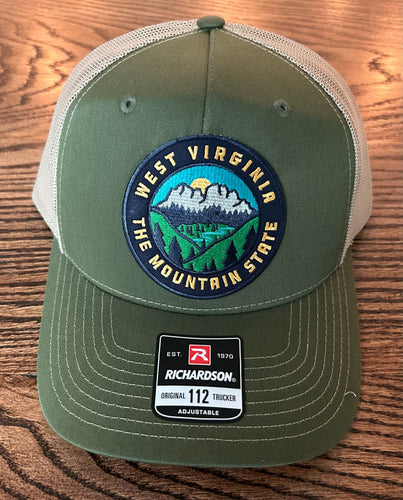 WEST VIRGINIA
THE MOUNTAIN STATE
EST. R 1970
RICHARDSON®
ORIGINAL 112 TRUCKER
ADJUSTABLE